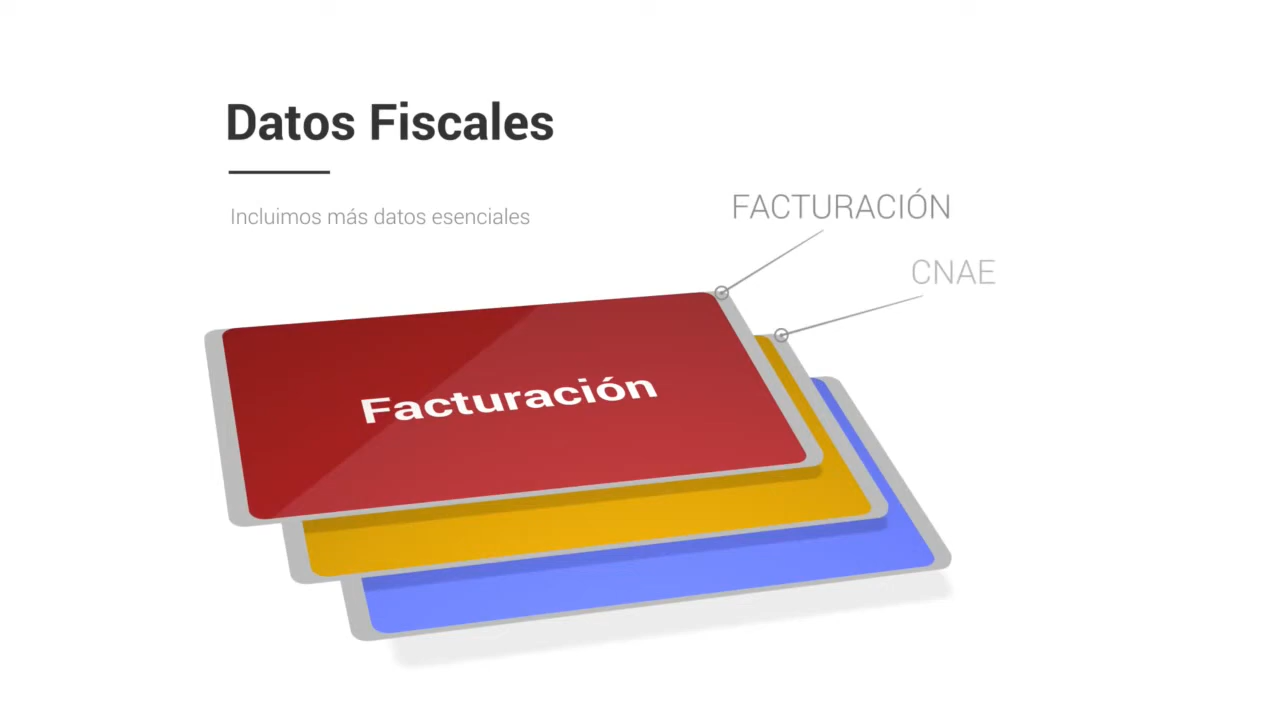 Datos Fiscales
Incluimos más datos esenciales
FACTURACIÓN
CNAE
Facturación